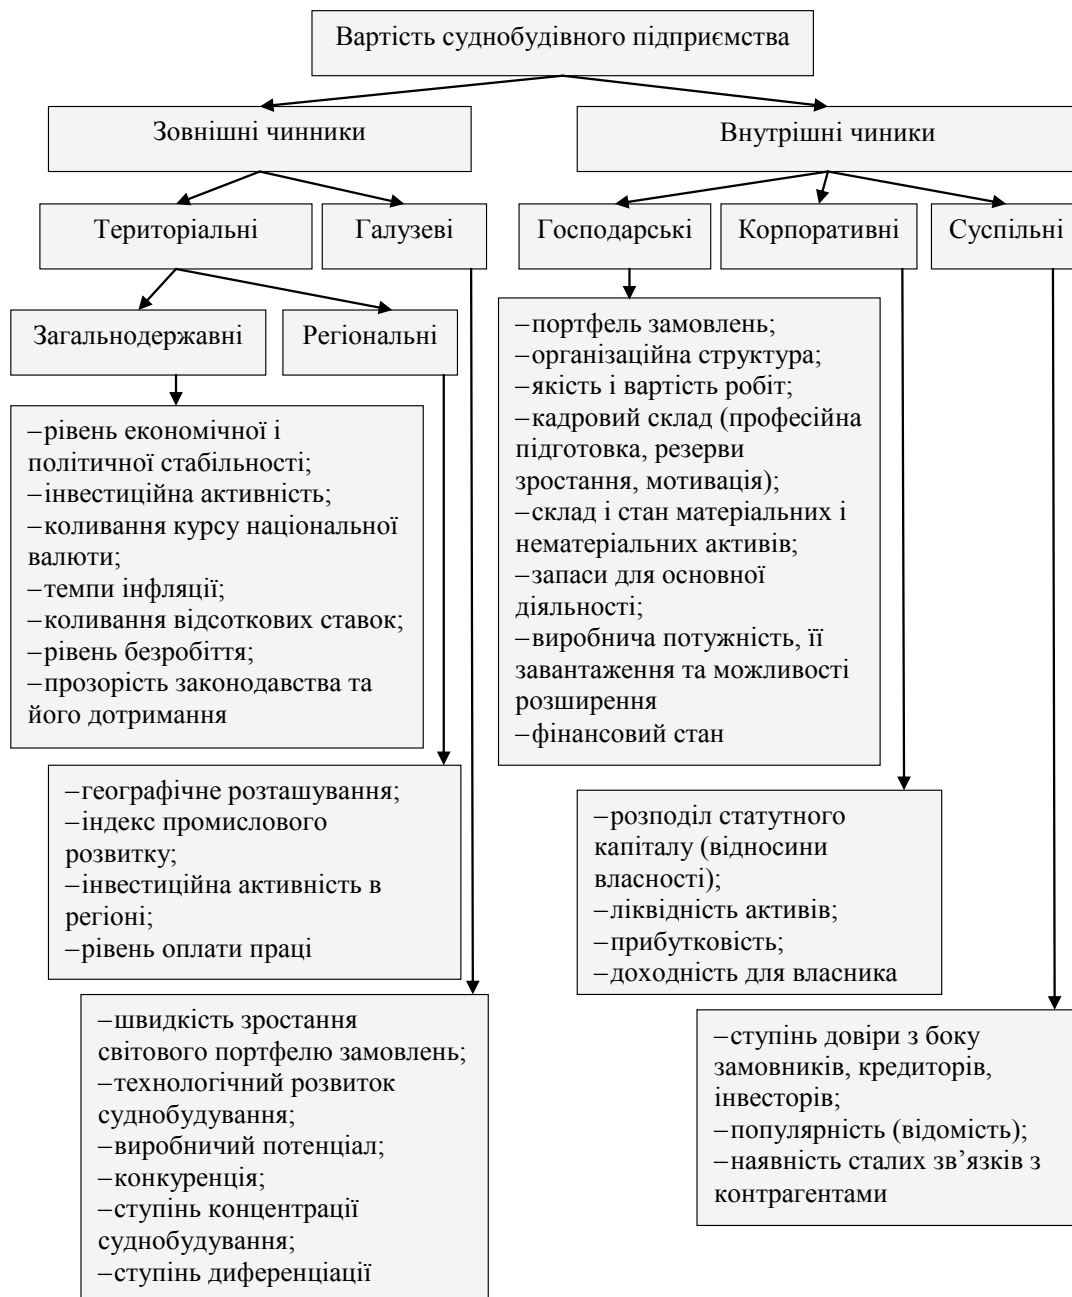 Вартість суднобудівного підприємства
Зовнішні чинники
Внутрішні чиники
Територіальні
Галузеві
Господарські
Корпоративні
Суспільні
Загальнодержавні
Регіональні
–рівень економічної і
політичної стабільності;
–інвестиційна активність;
–коливання курсу національної
валюти;
–темпи інфляції;
–коливання відсоткових ставок;
–рівень безробіття;
–прозорість законодавства та
його дотримання
–географічне розташування;
–індекс промислового
розвитку;
–інвестиційна активність в
регіоні;
–рівень оплати праці
–швидкість зростання
світового портфелю замовлень;
–технологічний розвиток
суднобудування;
–виробничий потенціал;
–конкуренція;
–ступінь концентрації
суднобудування;
–ступінь диференціації
–портфель замовлень;
–організаційна структура;
–якість і вартість робіт;
–кадровий склад (професійна
підготовка, резерви
зростання, мотивація);
–склад і стан матеріальних і
нематеріальних активів;
–запаси для основної
діяльності;
–виробнича потужність, її
завантаження та можливості
розширення
–фінансовий стан
–розподіл статутного
капіталу (відносини
власності);
–ліквідність активів;
–прибутковість;
–доходність для власника
–ступінь довіри з боку
замовників, кредиторів,
інвесторів;
–популярність (відомість);
–наявність сталих зв’язків з
контрагентами